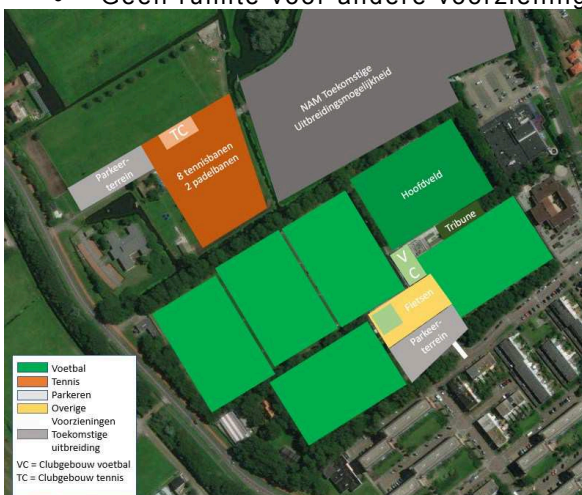 Geen ruimte voor andere voorziening
NAM Toekomstige
Uitbreidingsmogelijkheid
TC
8 tennisbanen
2 padelbanen
Parkeer-
terrein
Hoofdveld
Tribune
V
C
Fietsen
Parkeer-
terrein
Voetbal
Tennis
Parkeren
Overige
Voorzieningen
Toekomstige
uitbreiding
VC = Clubgebouw voetbal
TC = Clubgebouw tennis